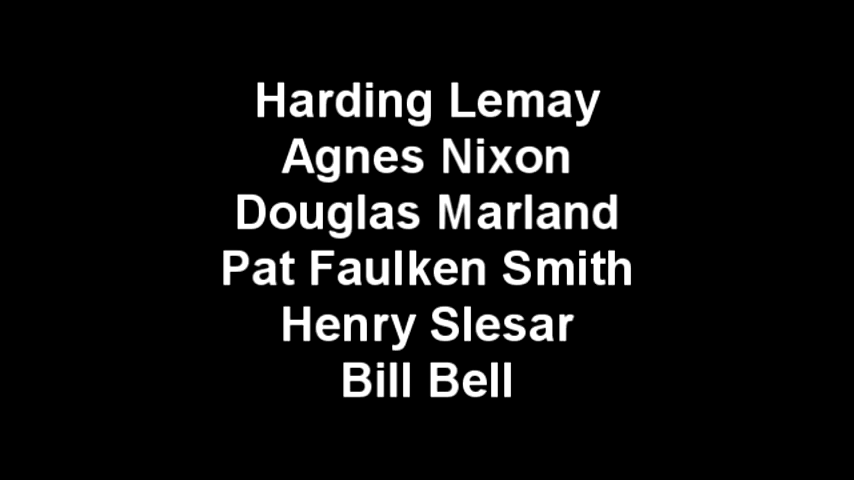 Harding Lemay
Agnes Nixon
Douglas Marland
Pat Faulken Smith
Henry Slesar
Bill Bell